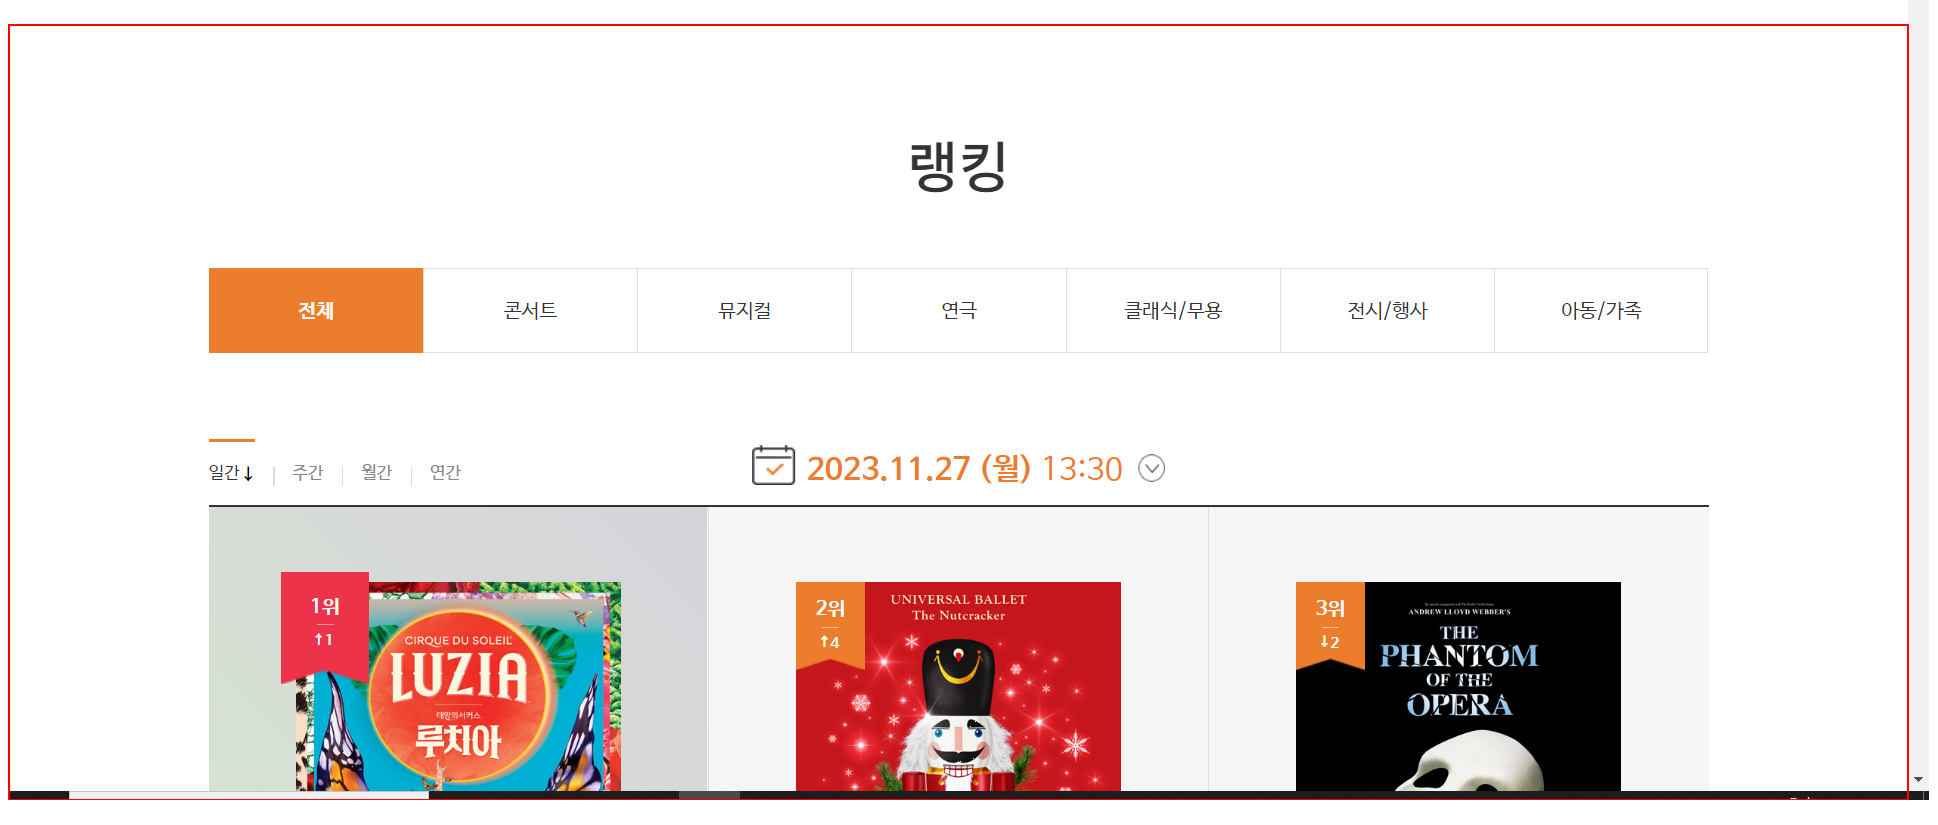 랭킹
전체
콘서트
뮤지컬
연극
클래식/무용
전시/행사
아동/가족
일간↓ | 주간 | 월간 | 연간
2023.11.27 (월) 13:30
1위
↑1
CIRQUE DU SOLEIL
LUZIA
태양의서커스
루치아
2위
↑4
UNIVERSAL BALLET
The Nutcracker
3위
↓2
ANDREW LLOYD WEBBER'S
THE
PHANTOM
OF THE
OPERA